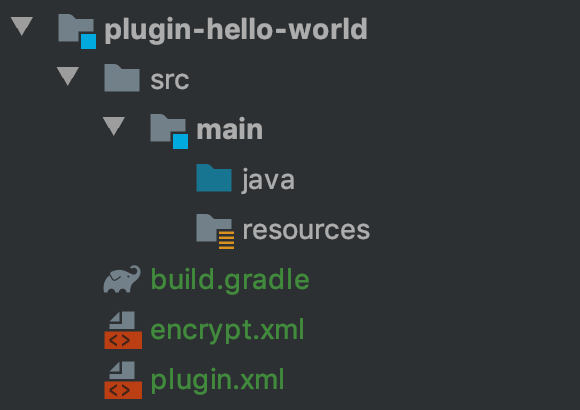 plugin-hello-world
src
main
java
resources
build.gradle
encrypt.xml
plugin.xml